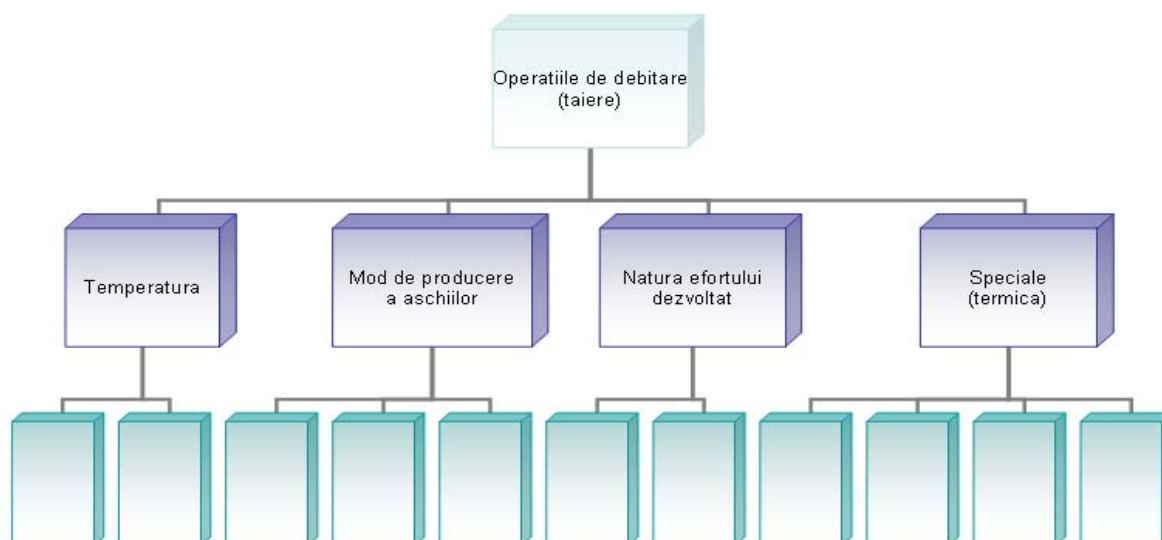 Operatiile de debitare
(taiere)
Temperatura
Mod de producere
a aschiilor
Natura efortului
dezvoltat
Speciale
(termica)